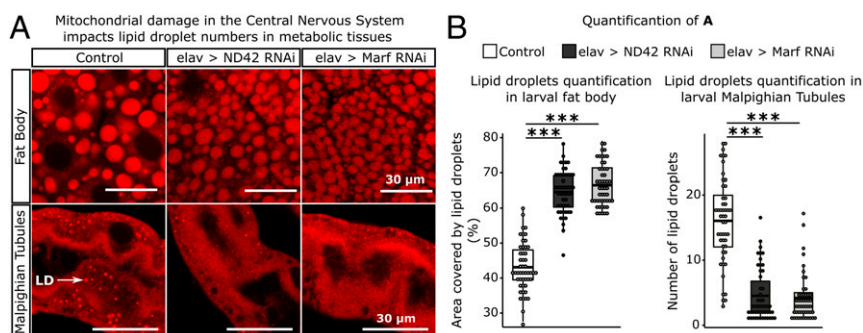 A
Mitochondrial damage in the Central Nervous System
impacts lipid droplet numbers in metabolic tissues
Control
elav > ND42 RNAi
elav > Marf RNAi
Fat Body
30 µm
Malpighian Tubules
LD
30 µm
B
Quantificantion of A
Control
elav > ND42 RNAi
elav > Marf RNAi
Lipid droplets quantification
in larval fat body
***
***
Area covered by lipid droplets
(%)
80
70
60
50
40
30
Lipid droplets quantification in
larval Malpighian Tubules
***
***
Number of lipid droplets
20
10
0